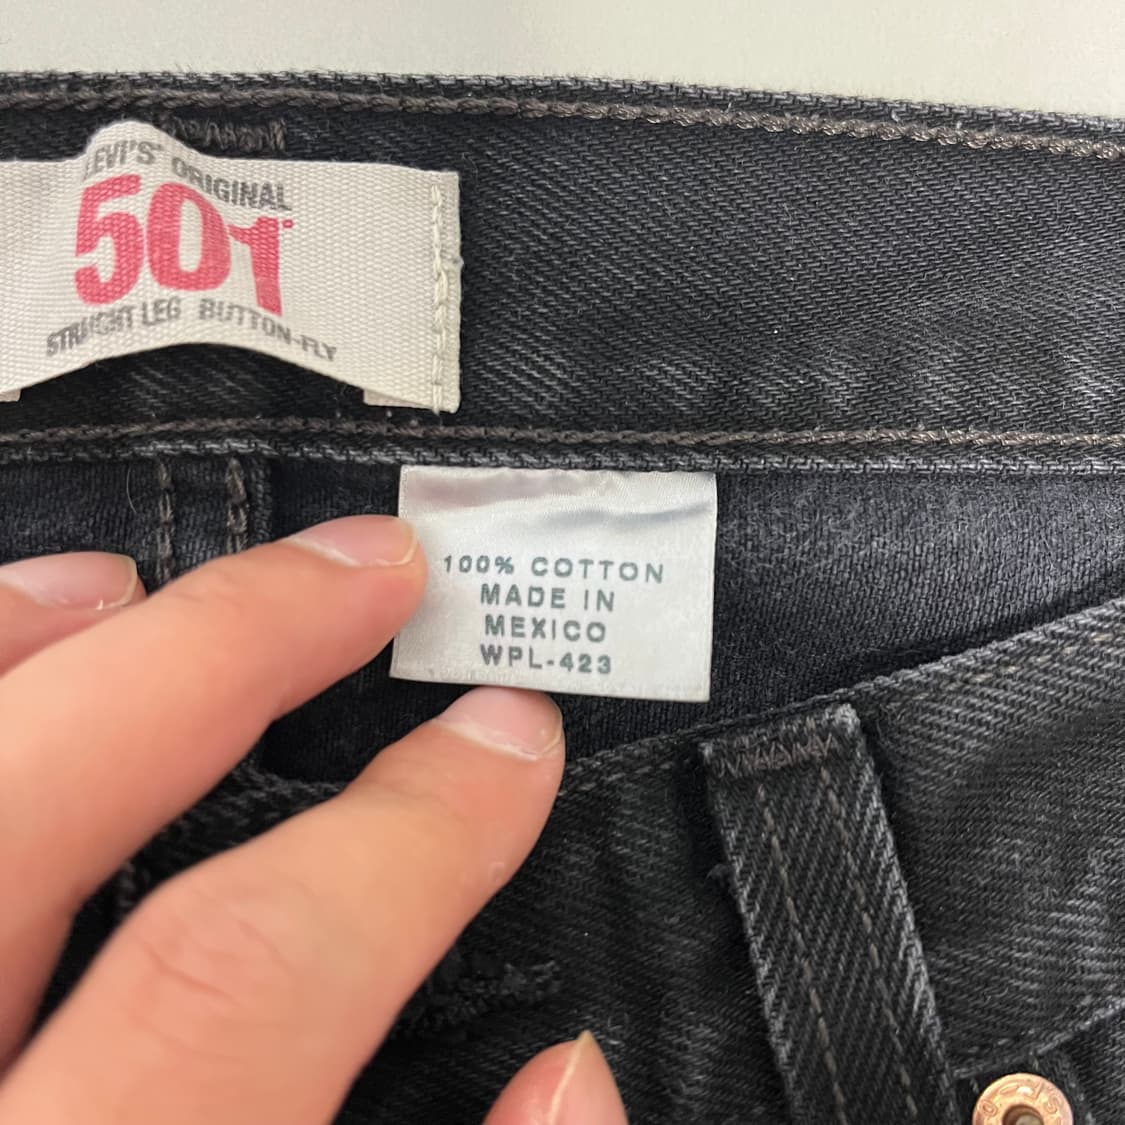 LEVI'S® ORIGINAL
501®
STRAIGHT LEG BUTTON-FLY
100% COTTON
MADE IN
MEXICO
WPL-423